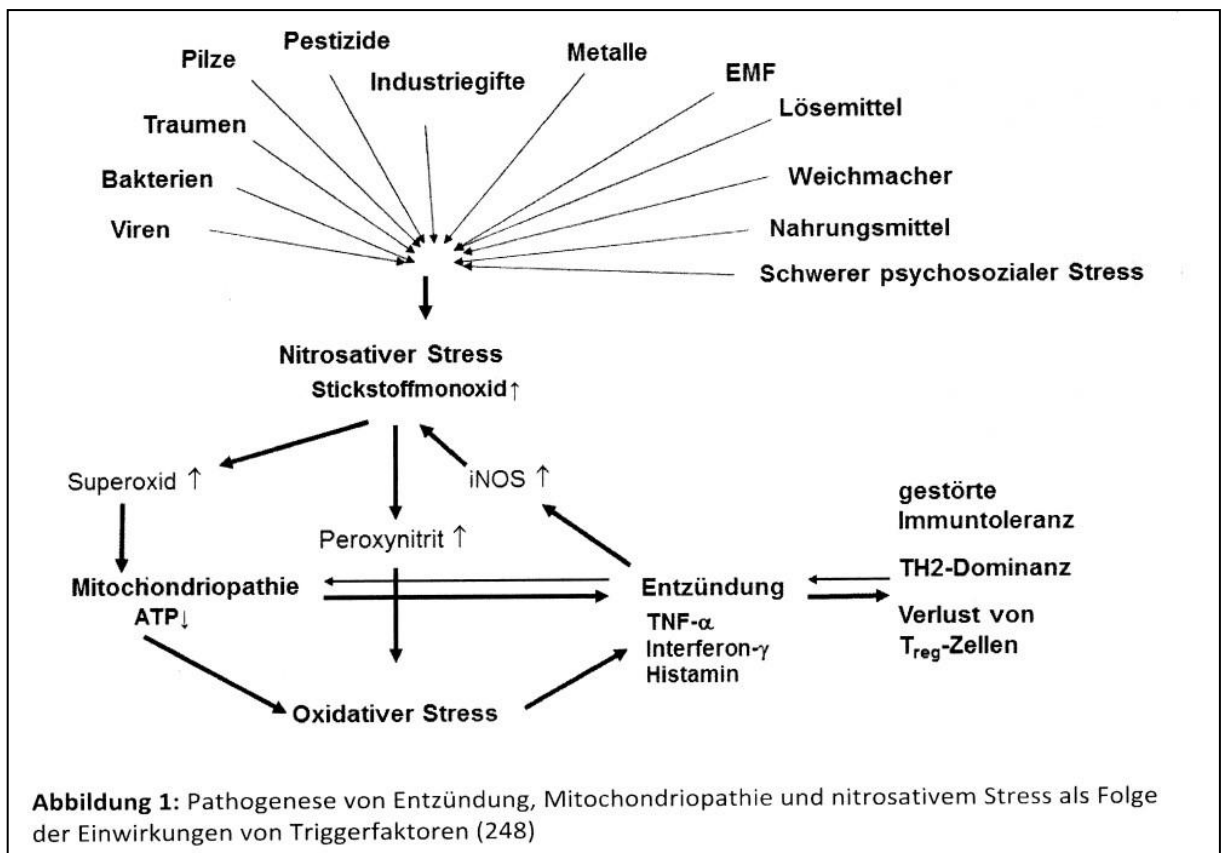 Pestizide
Pilze
Metalle
Industriegifte
EMF
Traumen
Lösemittel
Bakterien
Weichmacher
Viren
Nahrungsmittel
Schwerer psychosozialer Stress
Nitrosativer Stress
Stickstoffmonoxid↑
Superoxid ↑
iNOS ↑
Peroxynitrit ↑
gestörte
Immuntoleranz
Mitochondriopathie
ATP↓
Entzündung
TNF-α
Interferon-γ
Histamin
TH2-Dominanz
Verlust von
Treg-Zellen
Oxidativer Stress
Abbildung 1: Pathogenese von Entzündung, Mitochondriopathie und nitrosativem Stress als Folge
der Einwirkungen von Triggerfaktoren (248)